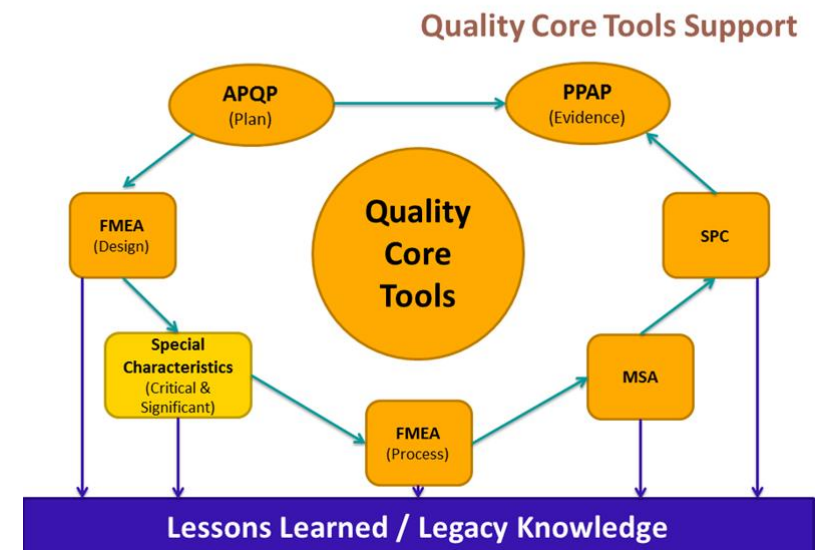 Quality Core Tools Support
APQP
(Plan)
PPAP
(Evidence)
FMEA
(Design)
Quality
Core
Tools
SPC
Special
Characteristics
(Critical &
Significant)
MSA
FMEA
(Process)
Lessons Learned / Legacy Knowledge